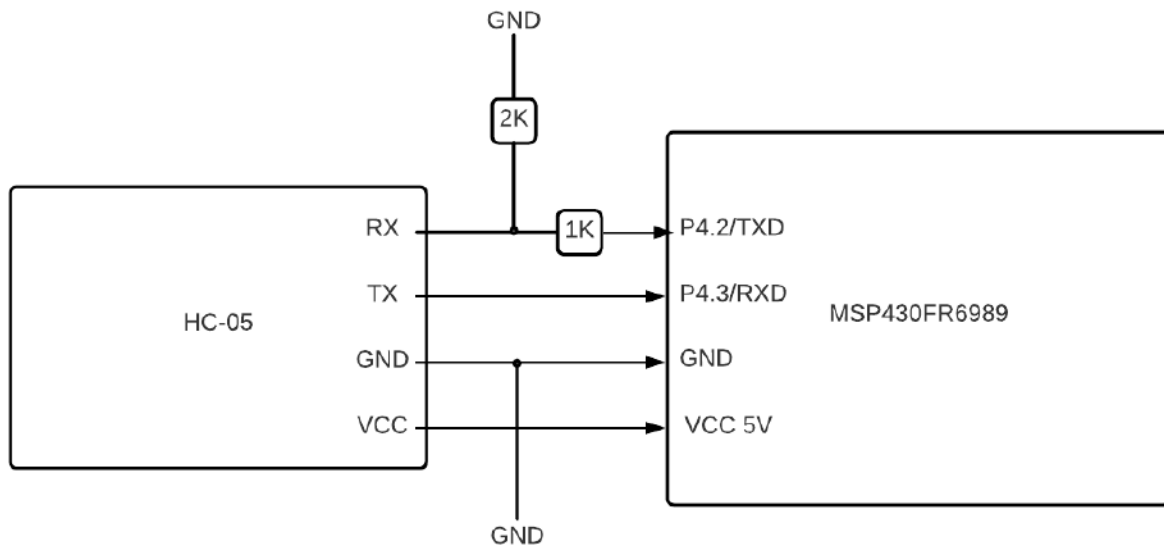 GND
2K
RX
1K
P4.2/TXD
TX
P4.3/RXD
HC-05
MSP430FR6989
GND
GND
VCC
VCC 5V
GND